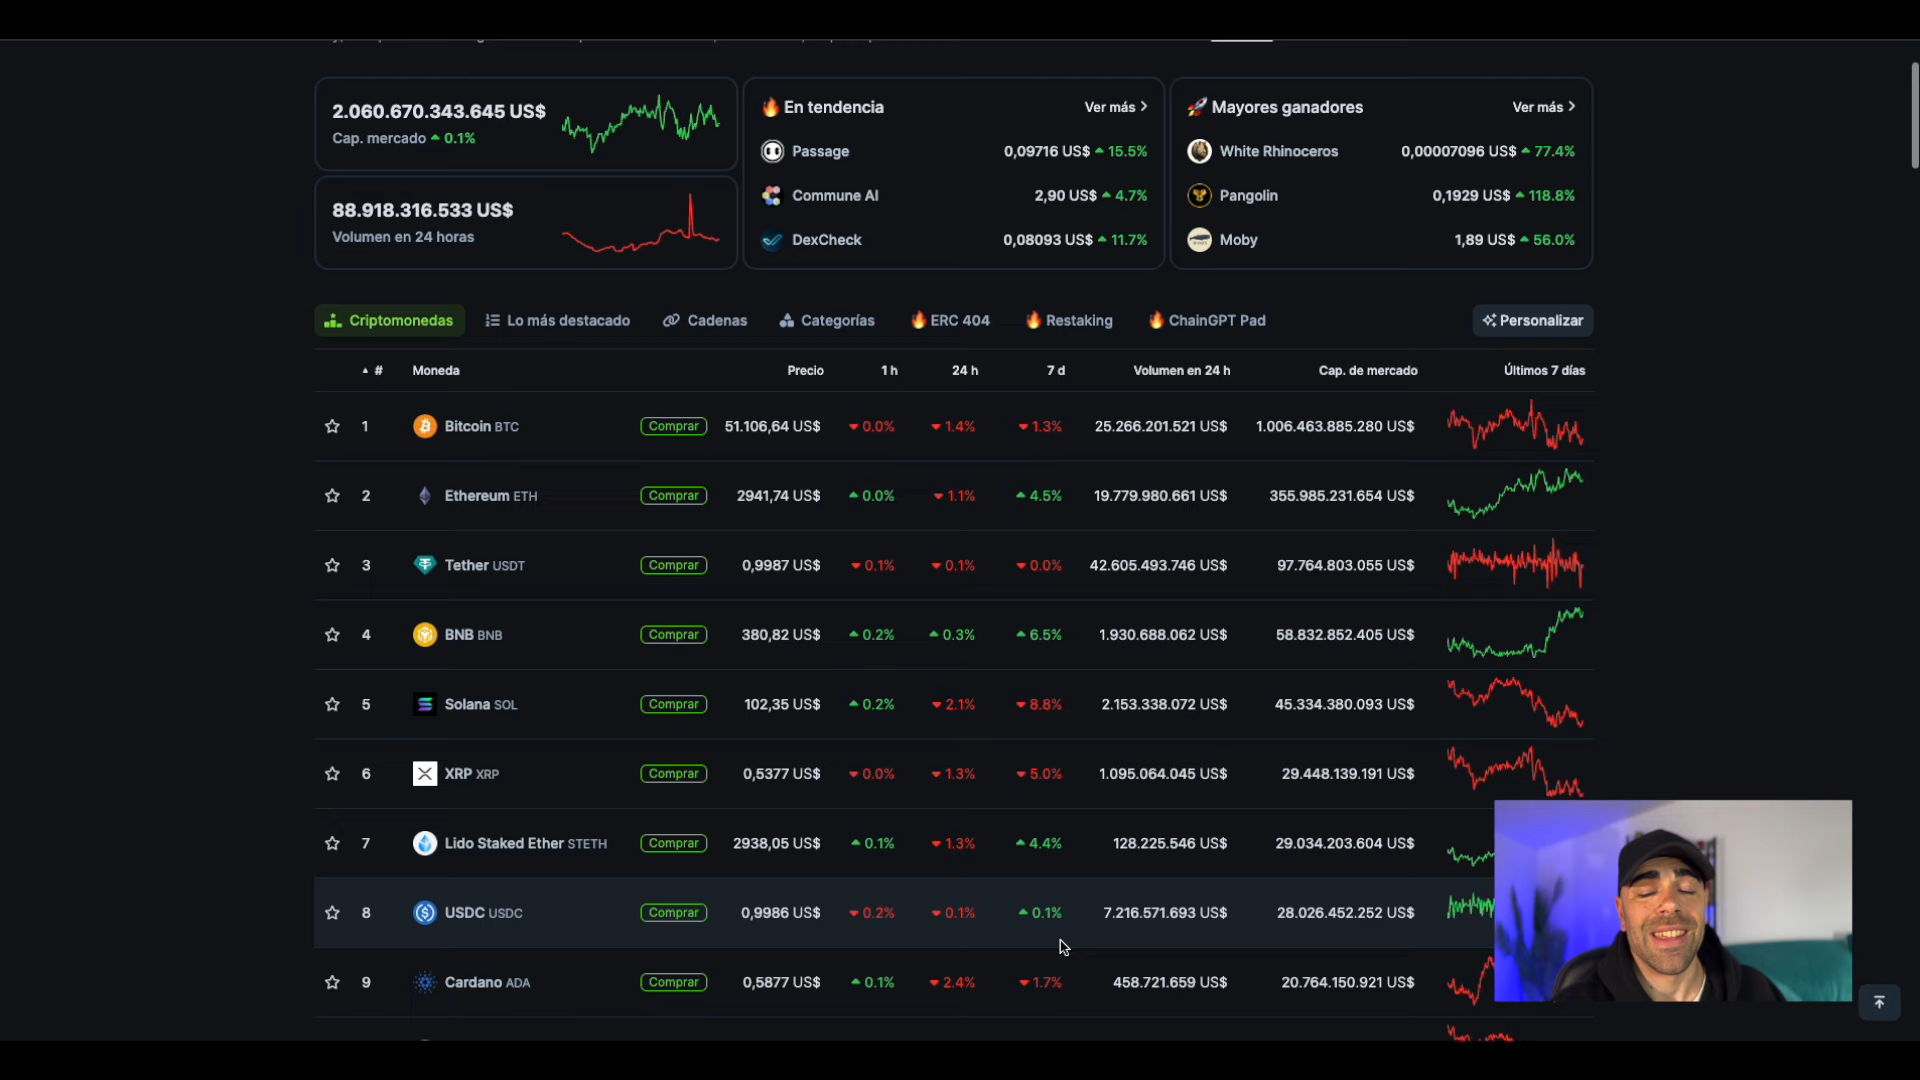 2.060.670.343.645 US$
Cap. mercado 0.1%
88.918.316.533 US$
Volumen en 24 horas
En tendencia Ver más
Passage 0,09716 US$ 15.5%
Commune AI 2,90 US$ 4.7%
DexCheck 0,08093 US$ 11.7%
Mayores ganadores Ver más
White Rhinoceros 0,00007096 US$ 77.4%
Pangolin 0,1929 US$ 118.8%
Moby 1,89 US$ 56.0%
Criptomonedas Lo más destacado Cadenas Categorías ERC 404 Restaking ChainGPT Pad Personalizar
# Moneda Precio 1 h 24 h 7 d Volumen en 24 h Cap. de mercado Últimos 7 días
1 Bitcoin BTC Comprar 51.106,64 US$ 0.0% 1.4% 1.3% 25.266.201.521 US$ 1.006.463.885.280 US$
2 Ethereum ETH Comprar 2941,74 US$ 0.0% 1.1% 4.5% 19.779.980.661 US$ 355.985.231.654 US$
3 Tether USDT Comprar 0,9987 US$ 0.1% 0.1% 0.0% 42.605.493.746 US$ 97.764.803.055 US$
4 BNB BNB Comprar 380,82 US$ 0.2% 0.3% 6.5% 1.930.688.062 US$ 58.832.852.405 US$
5 Solana SOL Comprar 102,35 US$ 0.2% 2.1% 8.8% 2.153.338.072 US$ 45.334.380.093 US$
6 XRP XRP Comprar 0,5377 US$ 0.0% 1.3% 5.0% 1.095.064.045 US$ 29.448.139.191 US$
7 Lido Staked Ether STETH Comprar 2938,05 US$ 0.1% 1.3% 4.4% 128.225.546 US$ 29.034.203.604 US$
8 USDC USDC Comprar 0,9986 US$ 0.2% 0.1% 0.1% 7.216.571.693 US$ 28.026.452.252 US$
9 Cardano ADA Comprar 0,5877 US$ 0.1% 2.4% 1.7% 458.721.659 US$ 20.764.150.921 US$